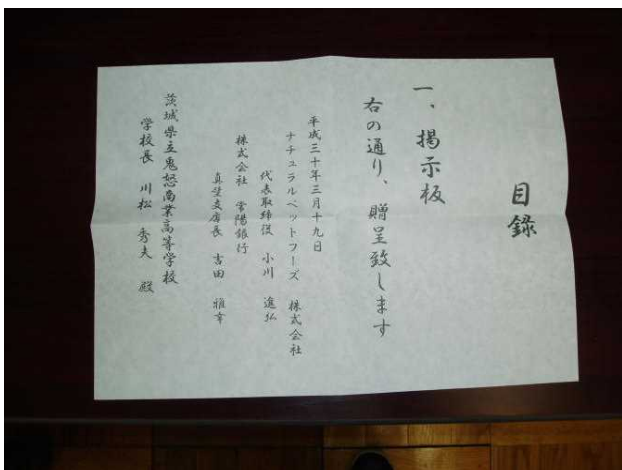 目録
一、掲示板
右の通り、贈呈致します
平成三十年三月十九日
ナチュラルペットフーズ 株式会社
代表取締役 小川 進弘
株式会社 常陽銀行
真壁支店長 吉田 雅幸
茨城県立鬼怒商業高等学校
学校長 川松 秀夫 殿